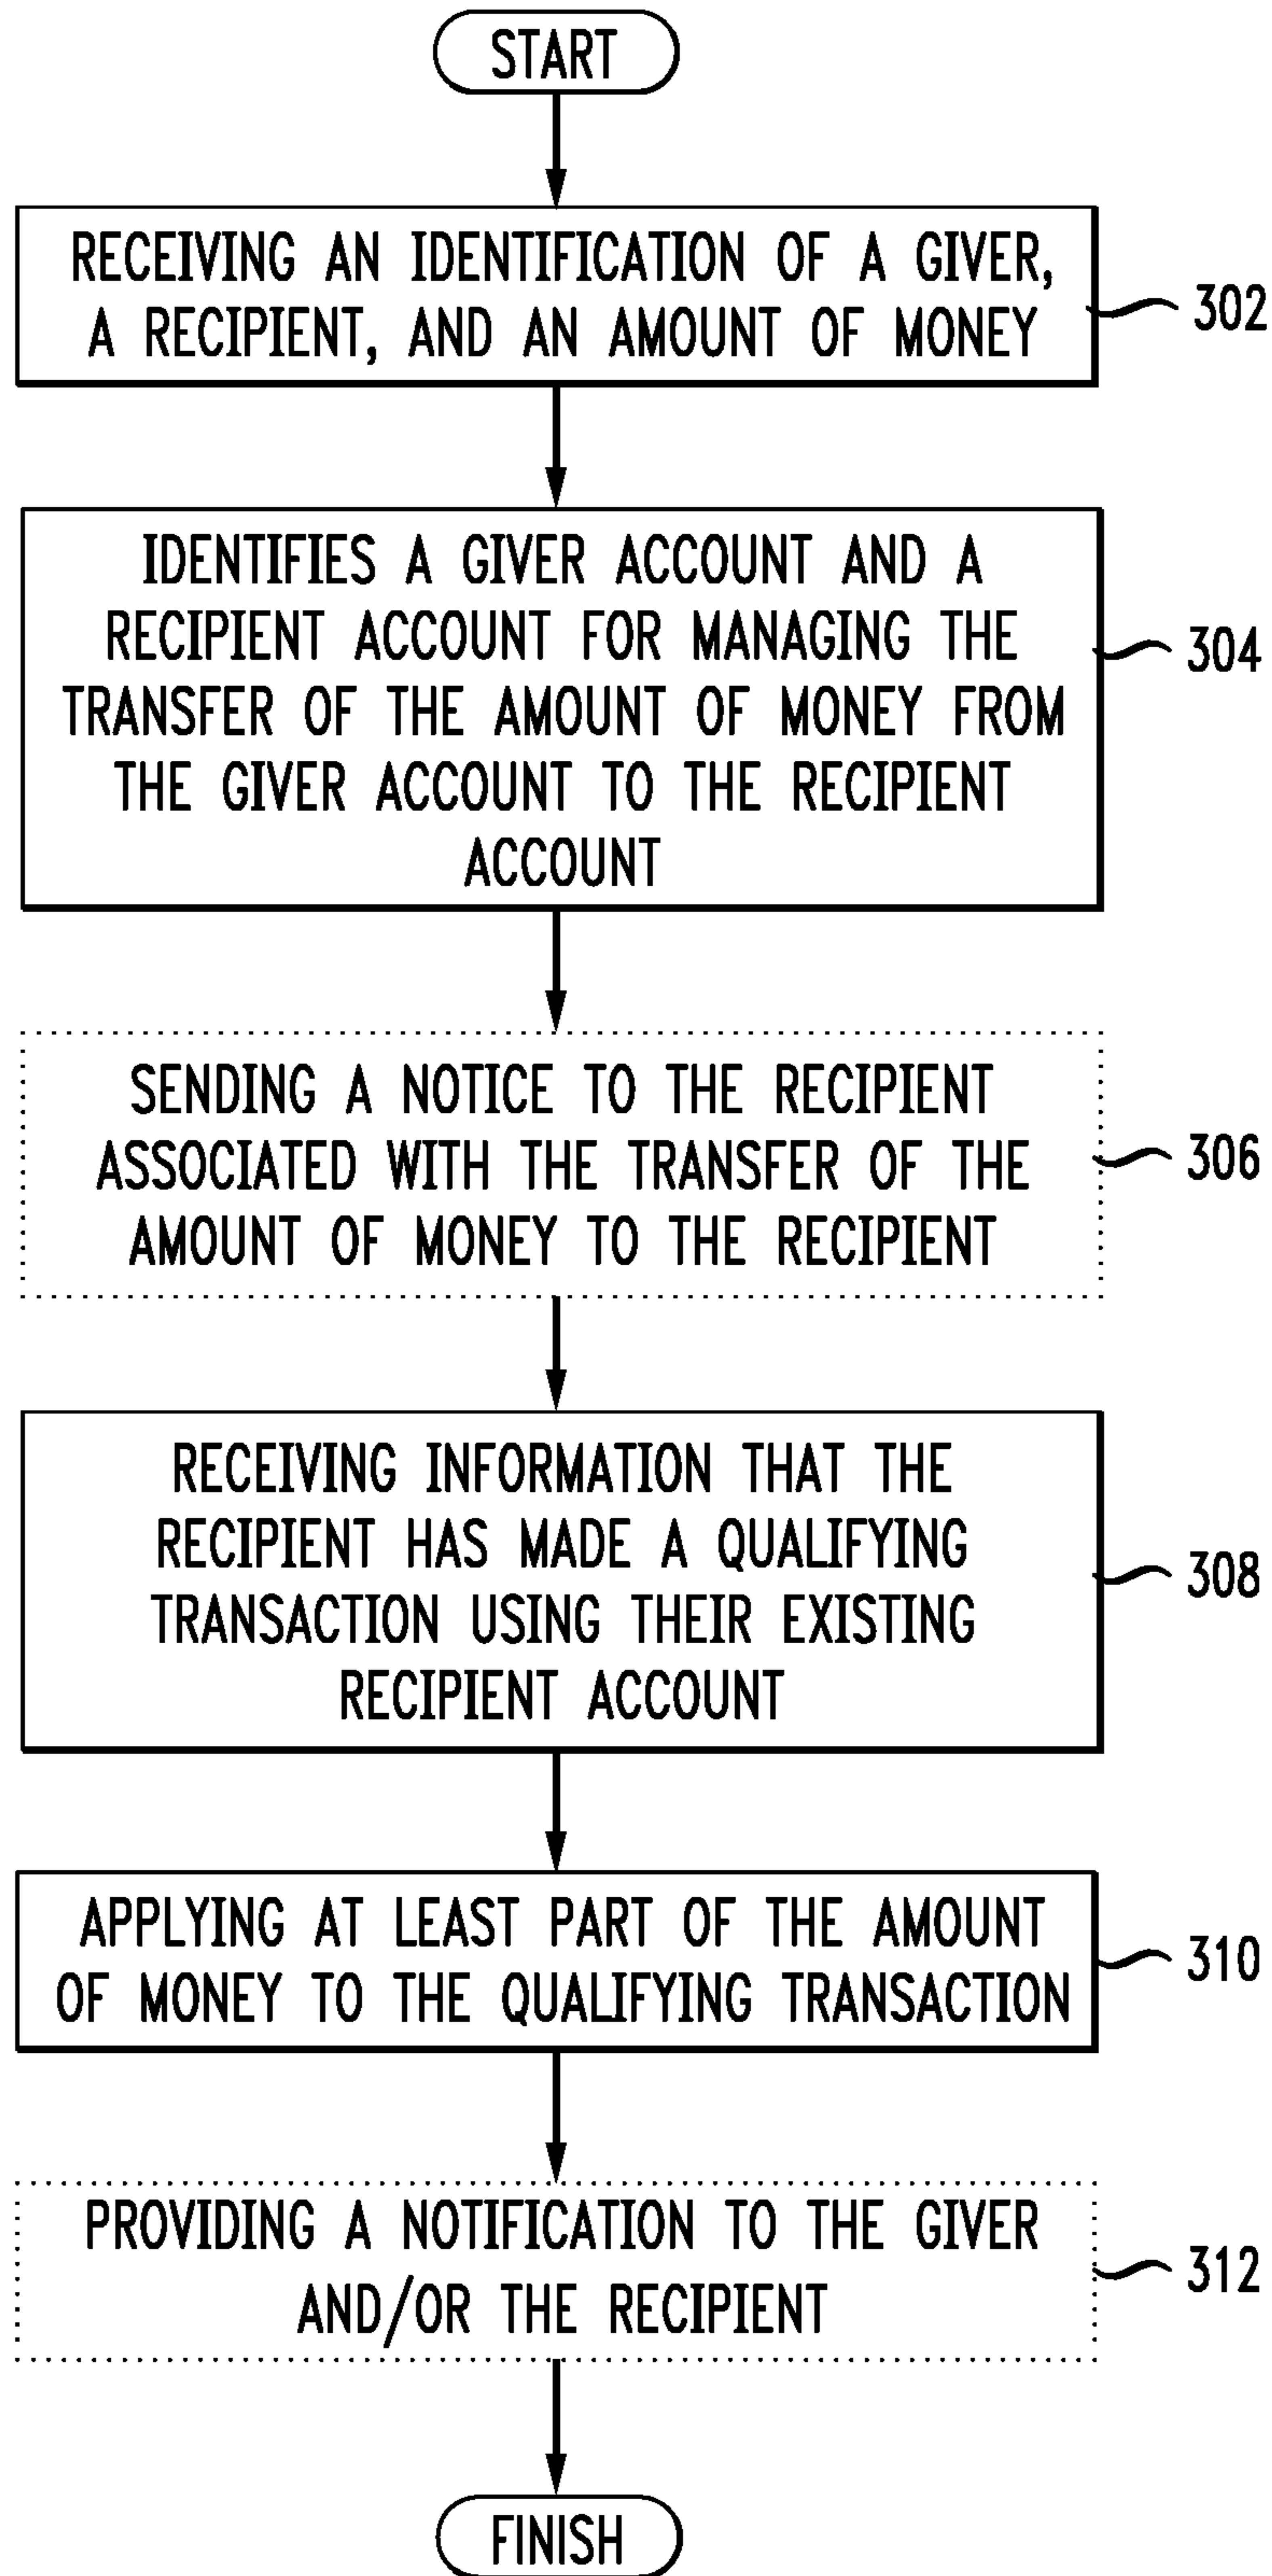 START
RECEIVING AN IDENTIFICATION OF A GIVER,
A RECIPIENT, AND AN AMOUNT OF MONEY
302
IDENTIFIES A GIVER ACCOUNT AND A
RECIPIENT ACCOUNT FOR MANAGING THE
TRANSFER OF THE AMOUNT OF MONEY FROM
THE GIVER ACCOUNT TO THE RECIPIENT
ACCOUNT
304
SENDING A NOTICE TO THE RECIPIENT
ASSOCIATED WITH THE TRANSFER OF THE
AMOUNT OF MONEY TO THE RECIPIENT
306
RECEIVING INFORMATION THAT THE
RECIPIENT HAS MADE A QUALIFYING
TRANSACTION USING THEIR EXISTING
RECIPIENT ACCOUNT
308
APPLYING AT LEAST PART OF THE AMOUNT
OF MONEY TO THE QUALIFYING TRANSACTION
310
PROVIDING A NOTIFICATION TO THE GIVER
AND/OR THE RECIPIENT
312
FINISH